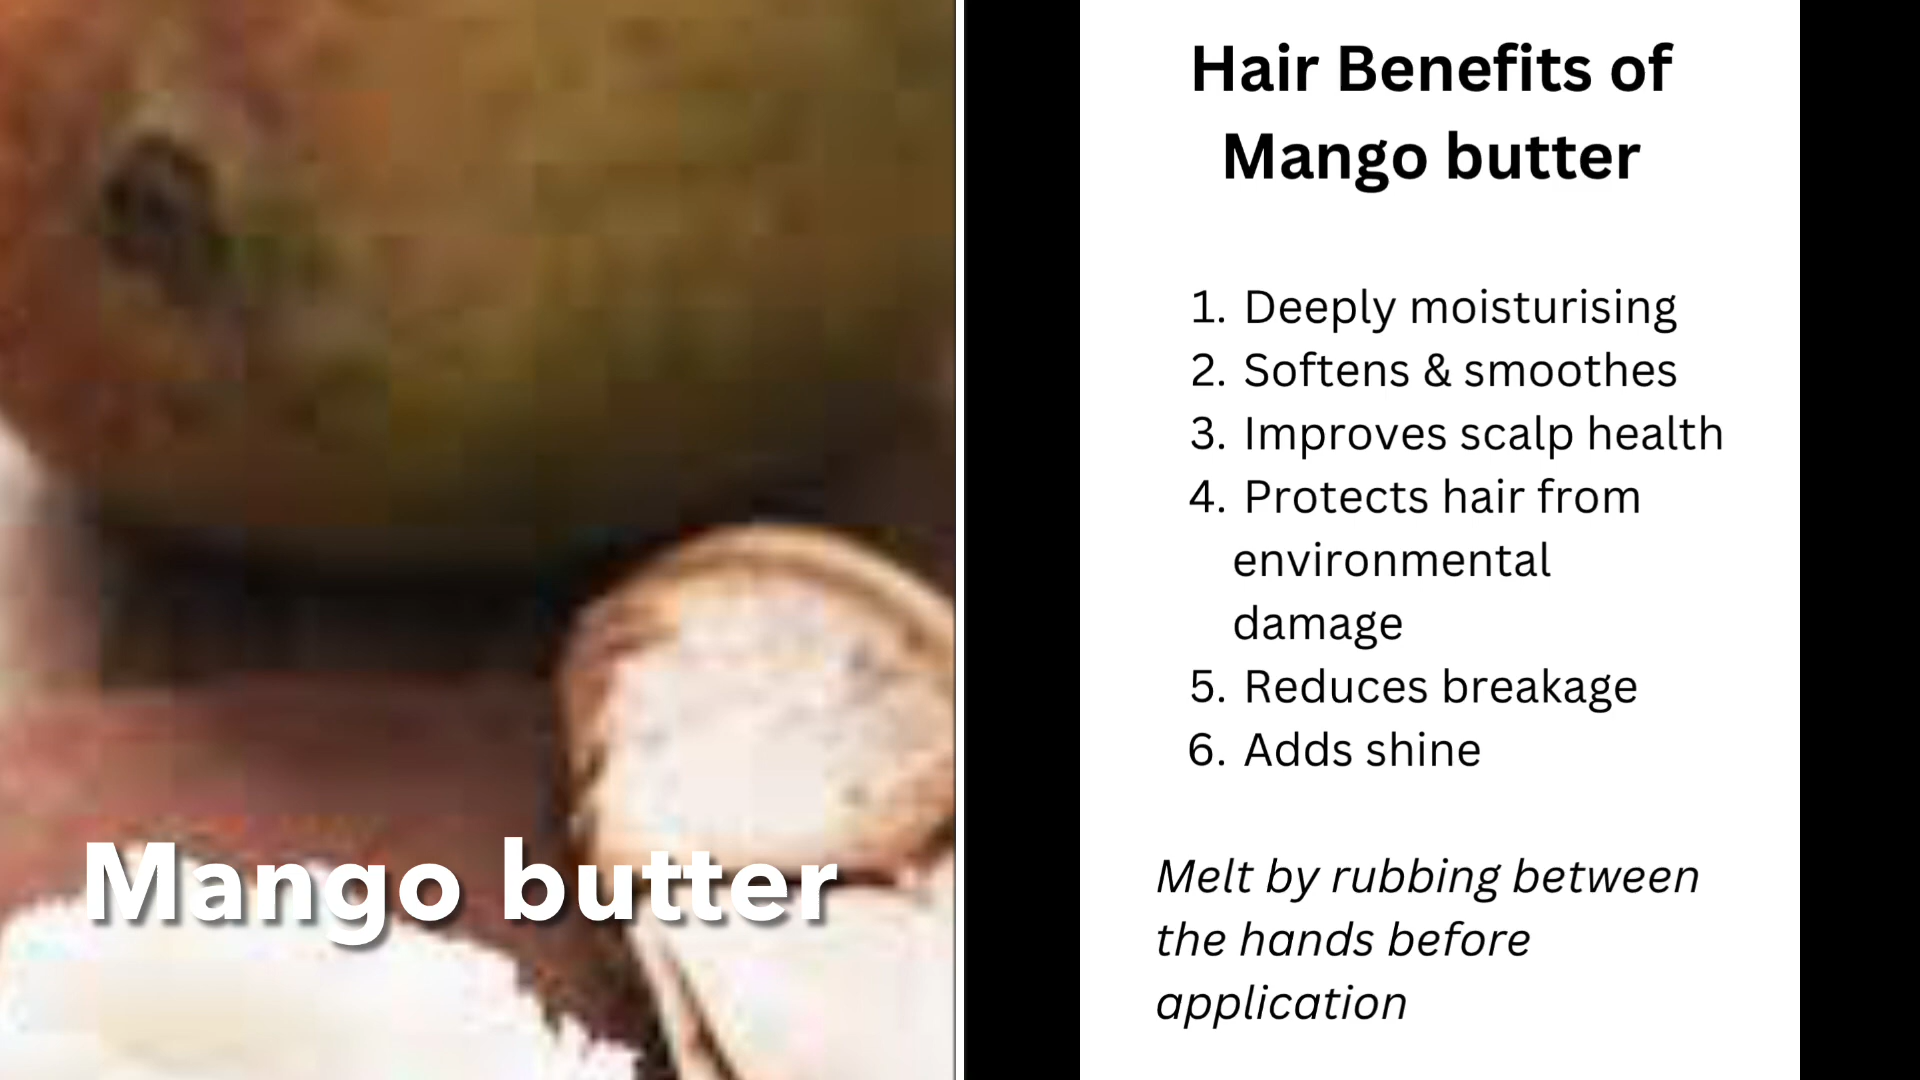 Mango butter
Hair Benefits of
Mango butter
1. Deeply moisturising
2. Softens & smoothes
3. Improves scalp health
4. Protects hair from
environmental
damage
5. Reduces breakage
6. Adds shine
Melt by rubbing between
the hands before
application